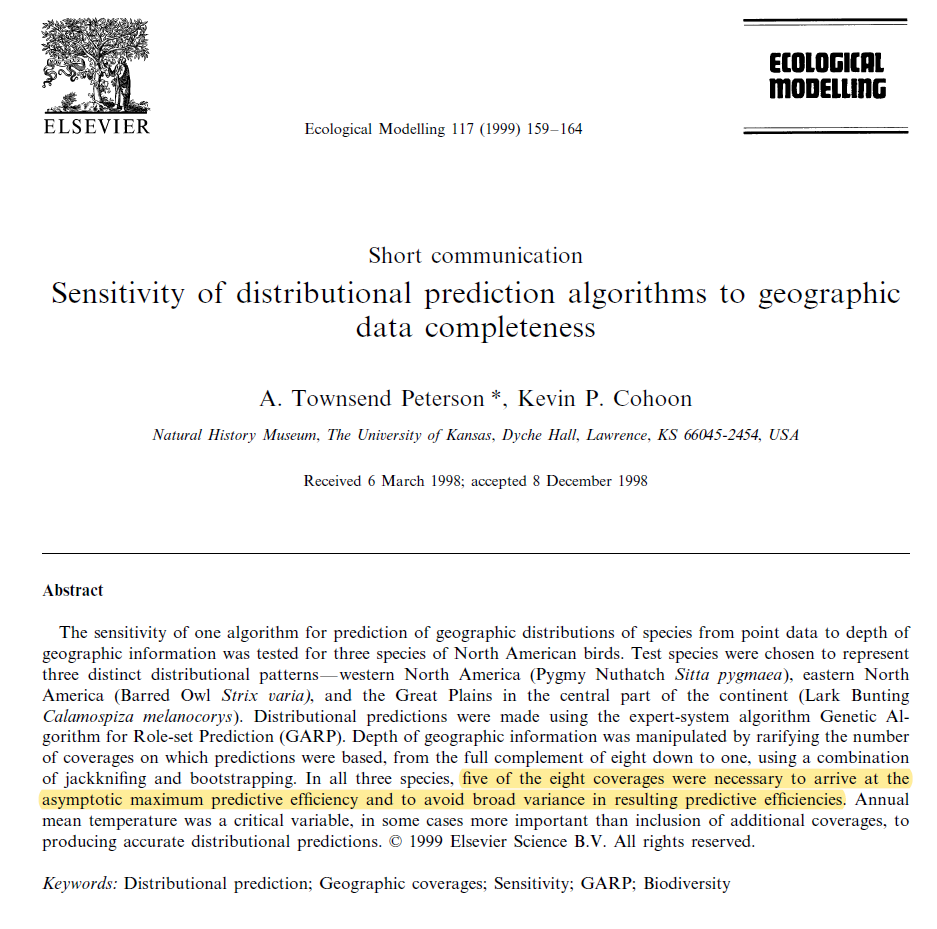 ELSEVIER
ECOLOGICAL
MODELLING
Ecological Modelling 117 (1999) 159–164
Short communication
Sensitivity of distributional prediction algorithms to geographic
data completeness
A. Townsend Peterson *, Kevin P. Cohoon
Natural History Museum, The University of Kansas, Dyche Hall, Lawrence, KS 66045-2454, USA
Received 6 March 1998; accepted 8 December 1998
Abstract
The sensitivity of one algorithm for prediction of geographic distributions of species from point data to depth of
geographic information was tested for three species of North American birds. Test species were chosen to represent
three distinct distributional patterns—western North America (Pygmy Nuthatch Sitta pygmaea), eastern North
America (Barred Owl Strix varia), and the Great Plains in the central part of the continent (Lark Bunting
Calamospiza melanocorys). Distributional predictions were made using the expert-system algorithm Genetic Al-
gorithm for Role-set Prediction (GARP). Depth of geographic information was manipulated by rarifying the number
of coverages on which predictions were based, from the full complement of eight down to one, using a combination
of jackknifing and bootstrapping. In all three species, five of the eight coverages were necessary to arrive at the
asymptotic maximum predictive efficiency and to avoid broad variance in resulting predictive efficiencies. Annual
mean temperature was a critical variable, in some cases more important than inclusion of additional coverages, to
producing accurate distributional predictions. © 1999 Elsevier Science B.V. All rights reserved.
Keywords: Distributional prediction; Geographic coverages; Sensitivity; GARP; Biodiversity